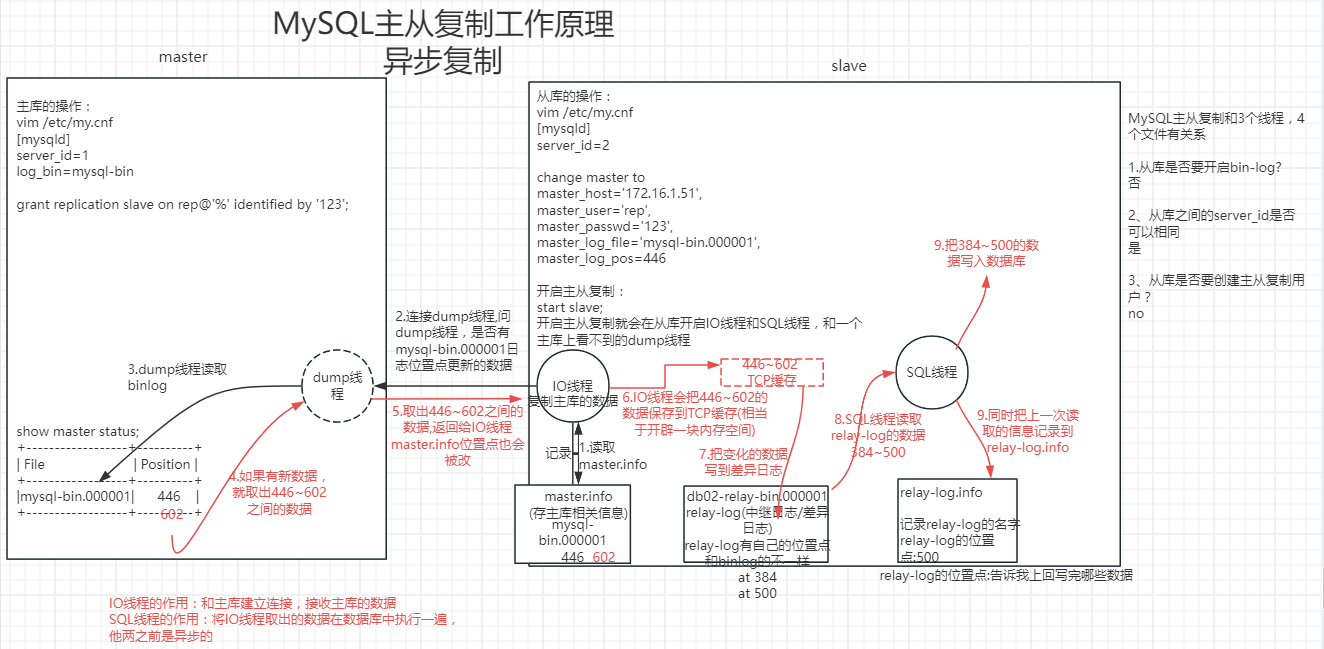 MySQL主从复制工作原理
异步复制
master
主库的操作：
vim /etc/my.cnf
[mysqld]
server_id=1
log_bin=mysql-bin
grant replication slave on rep@'%' identified by '123';
3.dump线程读取
binlog
dump线
程
show master status;
+------------------+----------+
| File | Position |
+------------------+----------+
|mysql-bin.000001| 446 |
+------------------+----------+
602
4.如果有新数据，
就取出446~602
之间的数据
2.连接dump线程,问
dump线程，是否有
mysql-bin.000001日
志位置点更新的数据
5.取出446~602之间的
数据,返回给IO线程
master.info位置点也会
被改
slave
从库的操作：
vim /etc/my.cnf
[mysqld]
server_id=2
change master to
master_host='172.16.1.51',
master_user='rep',
master_passwd='123',
master_log_file='mysql-bin.000001',
master_log_pos=446
开启主从复制：
start slave;
开启主从复制就会在从库开启IO线程和SQL线程，和一个
主库上看不到的dump线程
IO线程
复制主库的数据
记录
1.读取
master.info
master.info
(存主库相关信息)
mysql-
bin.000001
446 602
446~602
TCP缓存
6.IO线程会把446~602的
数据保存到TCP缓存(相当
于开辟一块内存空间)
7.把变化的数据
写到差异日志
db02-relay-bin.000001
relay-log(中继日志/差异
日志)
relay-log有自己的位置点
和binlog的不一样
at 384
at 500
8.SQL线程读取
relay-log的数据
384~500
SQL线程
9.把384~500的数
据写入数据库
9.同时把上一次读
取的信息记录到
relay-log.info
relay-log.info
记录relay-log的名字
relay-log的位置
点:500
relay-log的位置点:告诉我上回写完哪些数据
MySQL主从复制和3个线程，4
个文件有关系
1.从库是否要开启bin-log?
否
2、从库之间的server_id是否
可以相同
是
3、从库是否要创建主从复制用
户？
no
IO线程的作用：和主库建立连接，接收主库的数据
SQL线程的作用：将IO线程取出的数据在数据库中执行一遍，
他两之前是异步的